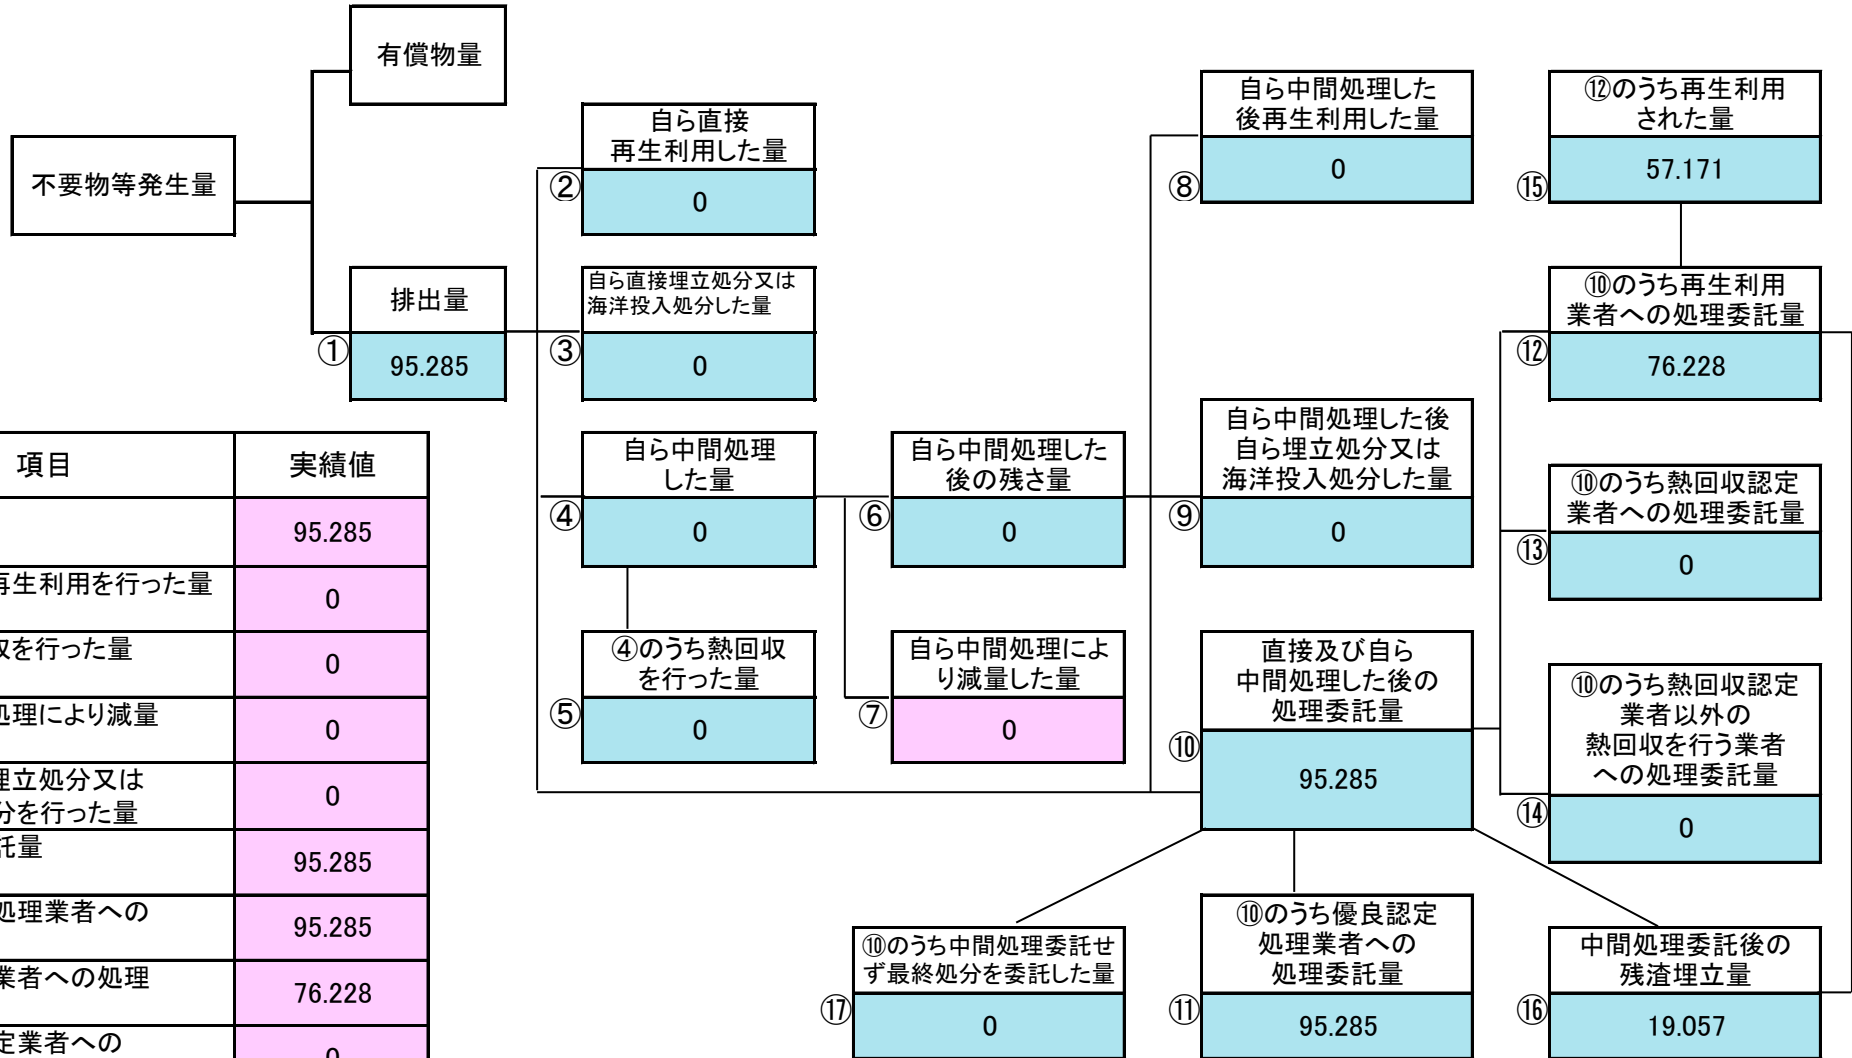 有償物量
不要物等発生量
排出量
①
95.285
自ら直接
再生利用した量
②
0
自ら直接埋立処分又は
海洋投入処分した量
③
0
自ら中間処理
した量
④
0
④のうち熱回収
を行った量
⑤
0
自ら中間処理した
後の残さ量
⑥
0
自ら中間処理によ
り減量した量
⑦
0
自ら中間処理した
後再生利用した量
⑧
0
自ら中間処理した後
自ら埋立処分又は
海洋投入処分した量
⑨
0
直接及び自ら
中間処理した後の
処理委託量
⑩
95.285
⑩のうち優良認定
処理業者への
処理委託量
⑪
95.285
⑫のうち再生利用
された量
⑮
57.171
⑩のうち再生利用
業者への処理委託量
⑫
76.228
⑩のうち熱回収認定
業者への処理委託量
⑬
0
⑩のうち熱回収認定
業者以外の
熱回収を行う業者
への処理委託量
⑭
0
中間処理委託後の
残渣埋立量
⑯
19.057
⑩のうち中間処理委託せ
ず最終処分を委託した量
⑰
0
項目 実績値
95.285
再生利用を行った量
0
を行った量
0
処理により減量
0
埋立処分又は
分を行った量
0
託量
95.285
処理業者への
95.285
業者への処理
76.228
定業者への
0